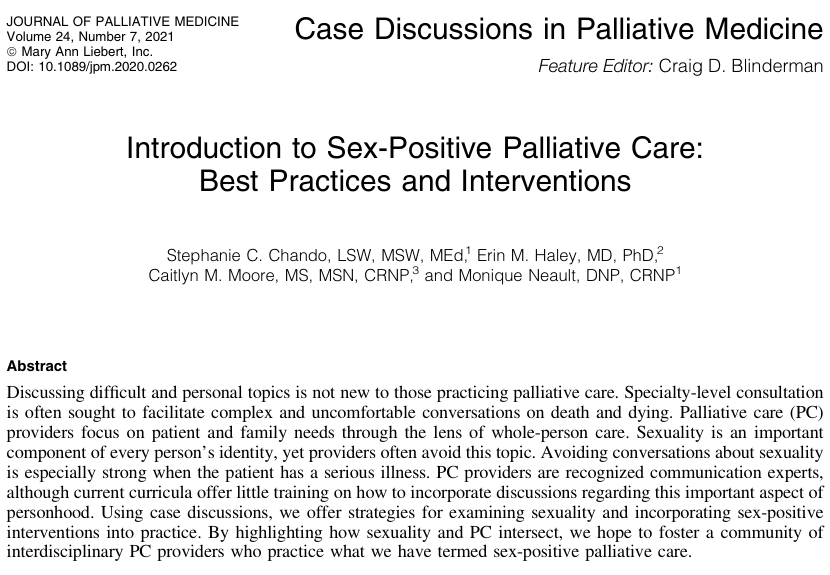 JOURNAL OF PALLIATIVE MEDICINE
Volume 24, Number 7, 2021
© Mary Ann Liebert, Inc.
DOI: 10.1089/jpm.2020.0262
Case Discussions in Palliative Medicine
Feature Editor: Craig D. Blinderman
Introduction to Sex-Positive Palliative Care:
Best Practices and Interventions
Stephanie C. Chando, LSW, MSW, MEd,1 Erin M. Haley, MD, PhD,2
Caitlyn M. Moore, MS, MSN, CRNP,3 and Monique Neault, DNP, CRNP1
Abstract
Discussing difficult and personal topics is not new to those practicing palliative care. Specialty-level consultation
is often sought to facilitate complex and uncomfortable conversations on death and dying. Palliative care (PC)
providers focus on patient and family needs through the lens of whole-person care. Sexuality is an important
component of every person's identity, yet providers often avoid this topic. Avoiding conversations about sexuality
is especially strong when the patient has a serious illness. PC providers are recognized communication experts,
although current curricula offer little training on how to incorporate discussions regarding this important aspect of
personhood. Using case discussions, we offer strategies for examining sexuality and incorporating sex-positive
interventions into practice. By highlighting how sexuality and PC intersect, we hope to foster a community of
interdisciplinary PC providers who practice what we have termed sex-positive palliative care.